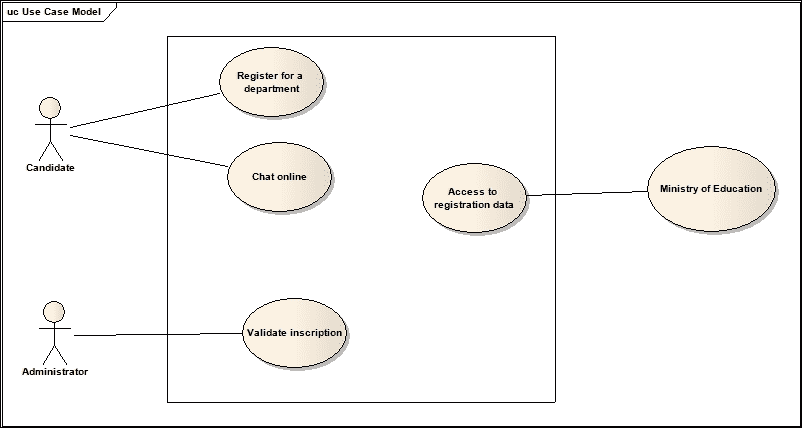 uc Use Case Model
Register for a
department
Candidate
Chat online
Access to
registration data
Ministry of Education
Validate inscription
Administrator